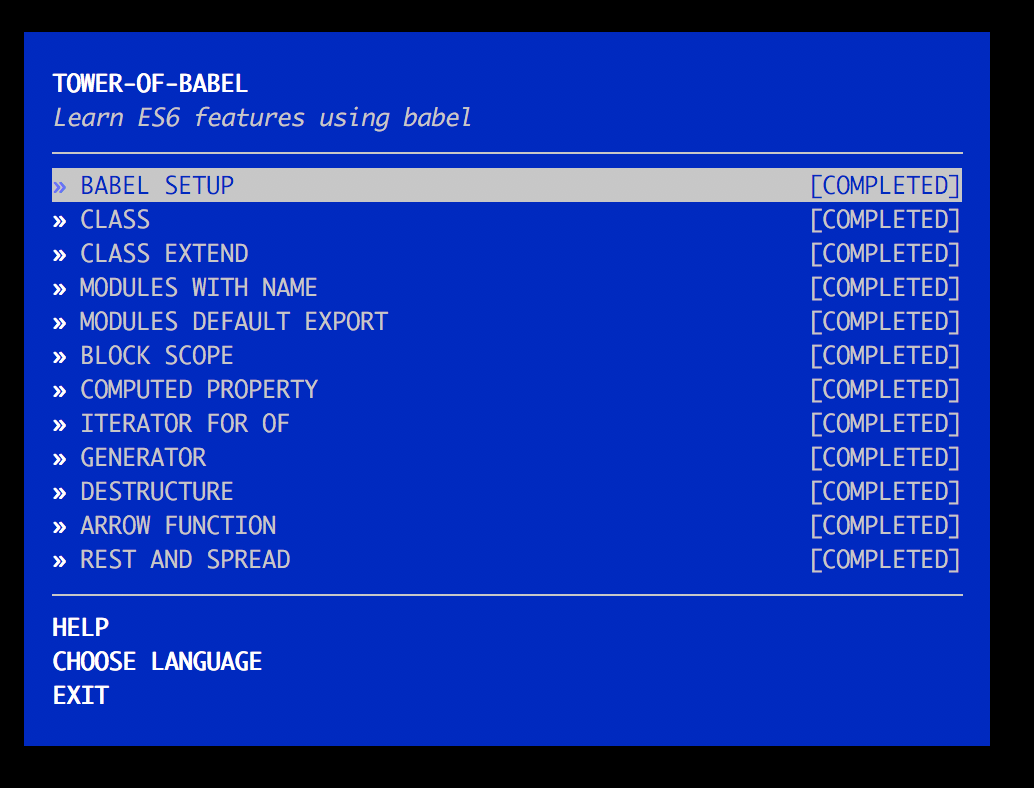 TOWER-OF-BABEL
Learn ES6 features using babel
» BABEL SETUP [COMPLETED]
» CLASS [COMPLETED]
» CLASS EXTEND [COMPLETED]
» MODULES WITH NAME [COMPLETED]
» MODULES DEFAULT EXPORT [COMPLETED]
» BLOCK SCOPE [COMPLETED]
» COMPUTED PROPERTY [COMPLETED]
» ITERATOR FOR OF [COMPLETED]
» GENERATOR [COMPLETED]
» DESTRUCTURE [COMPLETED]
» ARROW FUNCTION [COMPLETED]
» REST AND SPREAD [COMPLETED]
HELP
CHOOSE LANGUAGE
EXIT